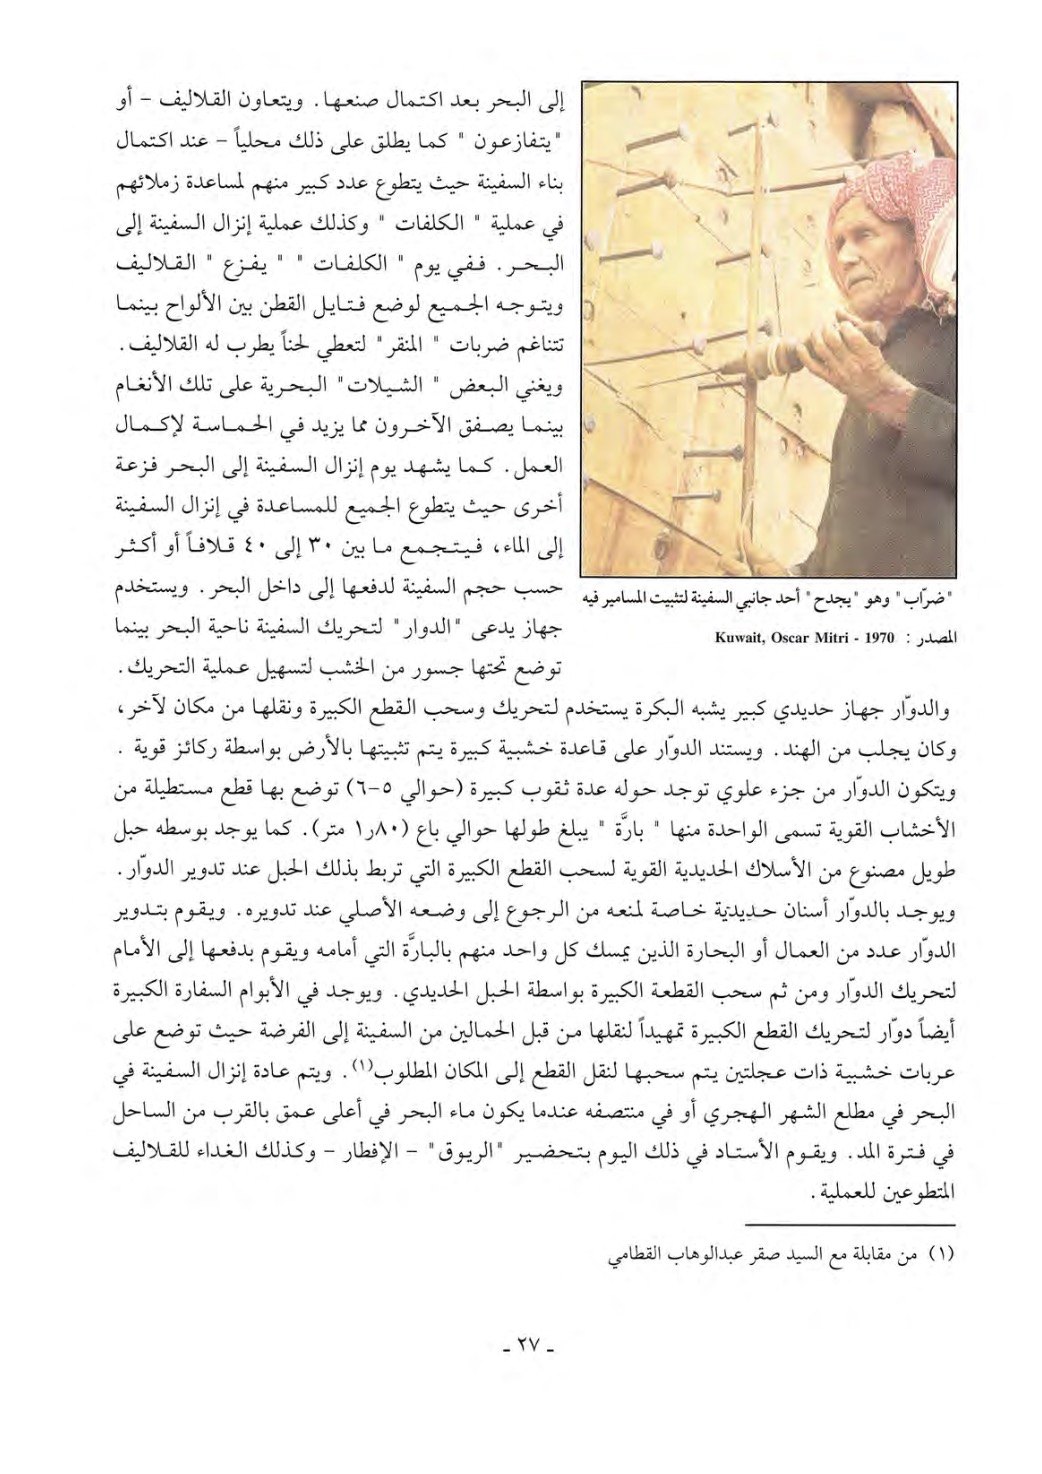 إلى البحر بعد اكتمال صنعها. ويتعاون القلاليف - أو
"يتفازعون" كما يطلق على ذلك محلياً - عند اكتمال
بناء السفينة حيث يتطوع عدد كبير منهم لمساعدة زملائهم
في عملية "الكلفات" وكذلك عملية إنزال السفينة إلى
البحر. ففي يوم "الكلفات" "يفزع" القلاليف
ويتوجه الجميع لوضع فتايل القطن بين الألواح بينما
تتناغم ضربات "المنقر" لتعطي لحناً يطرب له القلاليف.
ويغني البعض "الشيلات" البحرية على تلك الأنغام
بينما يصفق الآخرون مما يزيد في الحماسة لإكمال
العمل. كما يشهد يوم إنزال السفينة إلى البحر فزعة
أخرى حيث يتطوع الجميع للمساعدة في إنزال السفينة
إلى الماء، فيتجمع ما بين ٣٠ إلى ٤٠ قلافاً أو أكثر
حسب حجم السفينة لدفعها إلى داخل البحر. ويستخدم
جهاز يدعى "الدوار" لتحريك السفينة ناحية البحر بينما
توضع تحتها جسور من الخشب لتسهيل عملية التحريك.
"ضرّاب" وهو "يجدح" أحد جانبي السفينة لتثبيت المسامير فيه
المصدر : Kuwait, Oscar Mitri - 1970
والدوّار جهاز حديدي كبير يشبه البكرة يستخدم لتحريك وسحب القطع الكبيرة ونقلها من مكان لآخر،
وكان يجلب من الهند. ويستند الدوّار على قاعدة خشبية كبيرة يتم تثبيتها بالأرض بواسطة ركائز قوية .
ويتكون الدوّار من جزء علوي توجد حوله عدة ثقوب كبيرة (حوالي ٥-٦) توضع بها قطع مستطيلة من
الأخشاب القوية تسمى الواحدة منها "بارَّة" يبلغ طولها حوالي باع (١٫٨٠ متر). كما يوجد بوسطه حبل
طويل مصنوع من الأسلاك الحديدية القوية لسحب القطع الكبيرة التي تربط بذلك الحبل عند تدوير الدوّار.
ويوجد بالدوّار أسنان حديدية خاصة لمنعه من الرجوع إلى وضعه الأصلي عند تدويره. ويقوم بتدوير
الدوّار عدد من العمال أو البحارة الذين يمسك كل واحد منهم بالبارَّة التي أمامه ويقوم بدفعها إلى الأمام
لتحريك الدوّار ومن ثم سحب القطعة الكبيرة بواسطة الحبل الحديدي. ويوجد في الأبوام السفارة الكبيرة
أيضاً دوّار لتحريك القطع الكبيرة تمهيداً لنقلها من قبل الحمالين من السفينة إلى الفرضة حيث توضع على
عربات خشبية ذات عجلتين يتم سحبها لنقل القطع إلى المكان المطلوب(١). ويتم عادة إنزال السفينة في
البحر في مطلع الشهر الهجري أو في منتصفه عندما يكون ماء البحر في أعلى عمق بالقرب من الساحل
في فترة المد. ويقوم الأستاد في ذلك اليوم بتحضير "الريوق" - الإفطار - وكذلك الغداء للقلاليف
المتطوعين للعملية.
(١) من مقابلة مع السيد صقر عبدالوهاب القطامي
ـ ٢٧ ـ